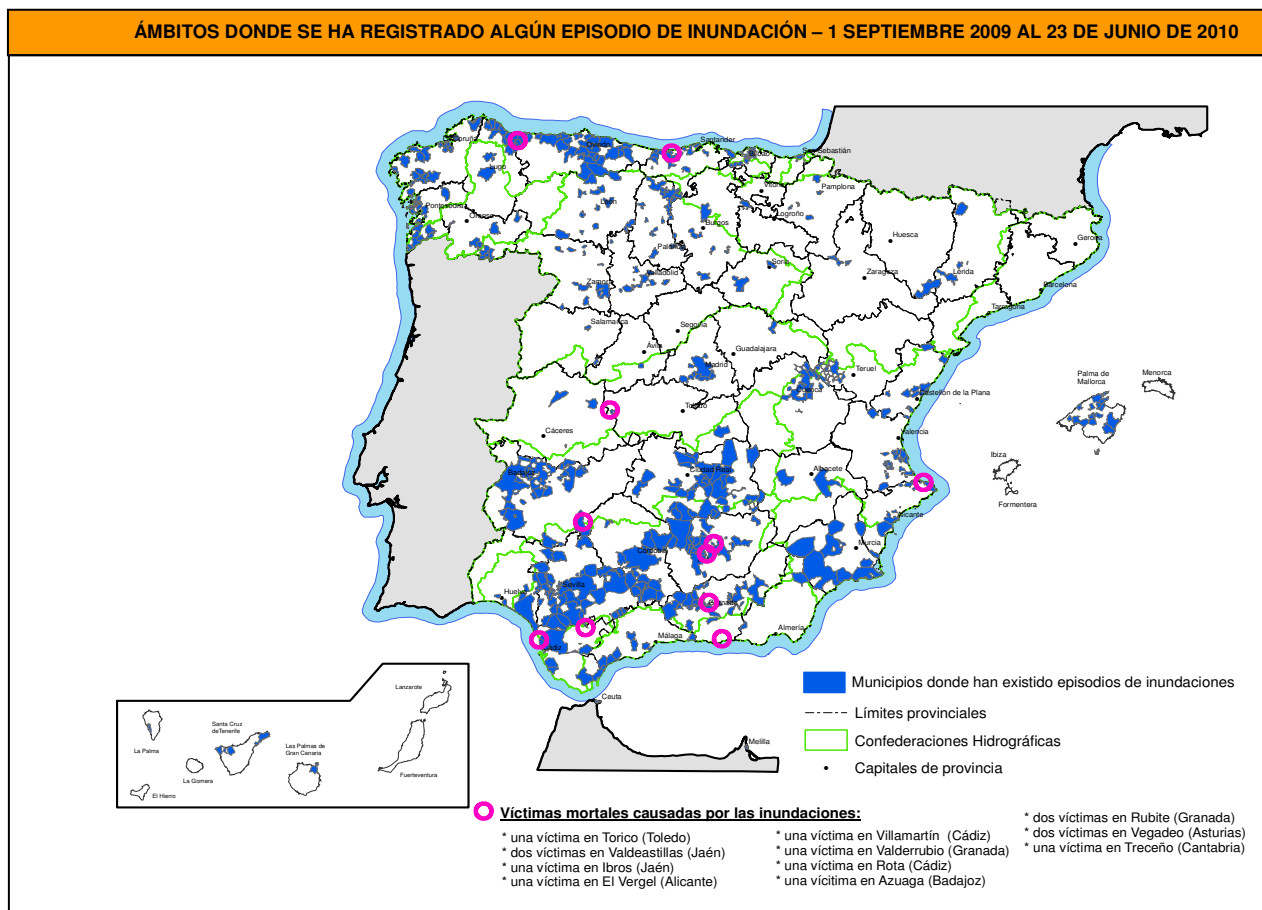 ÁMBITOS DONDE SE HA REGISTRADO ALGÚN EPISODIO DE INUNDACIÓN – 1 SEPTIEMBRE 2009 AL 23 DE JUNIO DE 2010
Santander
Oviedo
Bilbao
San Sebastián
Lugo
Vitoria
Pamplona
León
Pontevedra
Orense
Burgos
Logroño
Huesca
Gerona
Palencia
Soria
Zaragoza
Lérida
Valladolid
Zamora
Barcelona
Tarragona
Salamanca
Segovia
Avila
Guadalajara
Madrid
Teruel
Cuenca
Castellón de la Plana
Palma de
Mallorca
Menorca
Toledo
Cáceres
Valencia
Ibiza
Formentera
Badajoz
Ciudad Real
Albacete
Alicante
Murcia
Córdoba
Sevilla
Huelva
Granada
Málaga
Almería
Cádiz
Ceuta
Melilla
Lanzarote
Santa Cruz
deTenerife
Las Palmas de
Gran Canaria
La Palma
La Gomera
El Hierro
Fuerteventura
Municipios donde han existido episodios de inundaciones
Límites provinciales
Confederaciones Hidrográficas
Capitales de provincia
Víctimas mortales causadas por las inundaciones:
* una víctima en Torico (Toledo)
* dos víctimas en Valdeastillas (Jaén)
* una víctima en Ibros (Jaén)
* una víctima en El Vergel (Alicante)
* una víctima en Villamartín (Cádiz)
* una víctima en Valderrubio (Granada)
* una víctima en Rota (Cádiz)
* una vícitima en Azuaga (Badajoz)
* dos víctimas en Rubite (Granada)
* dos víctimas en Vegadeo (Asturias)
* una víctima en Treceño (Cantabria)